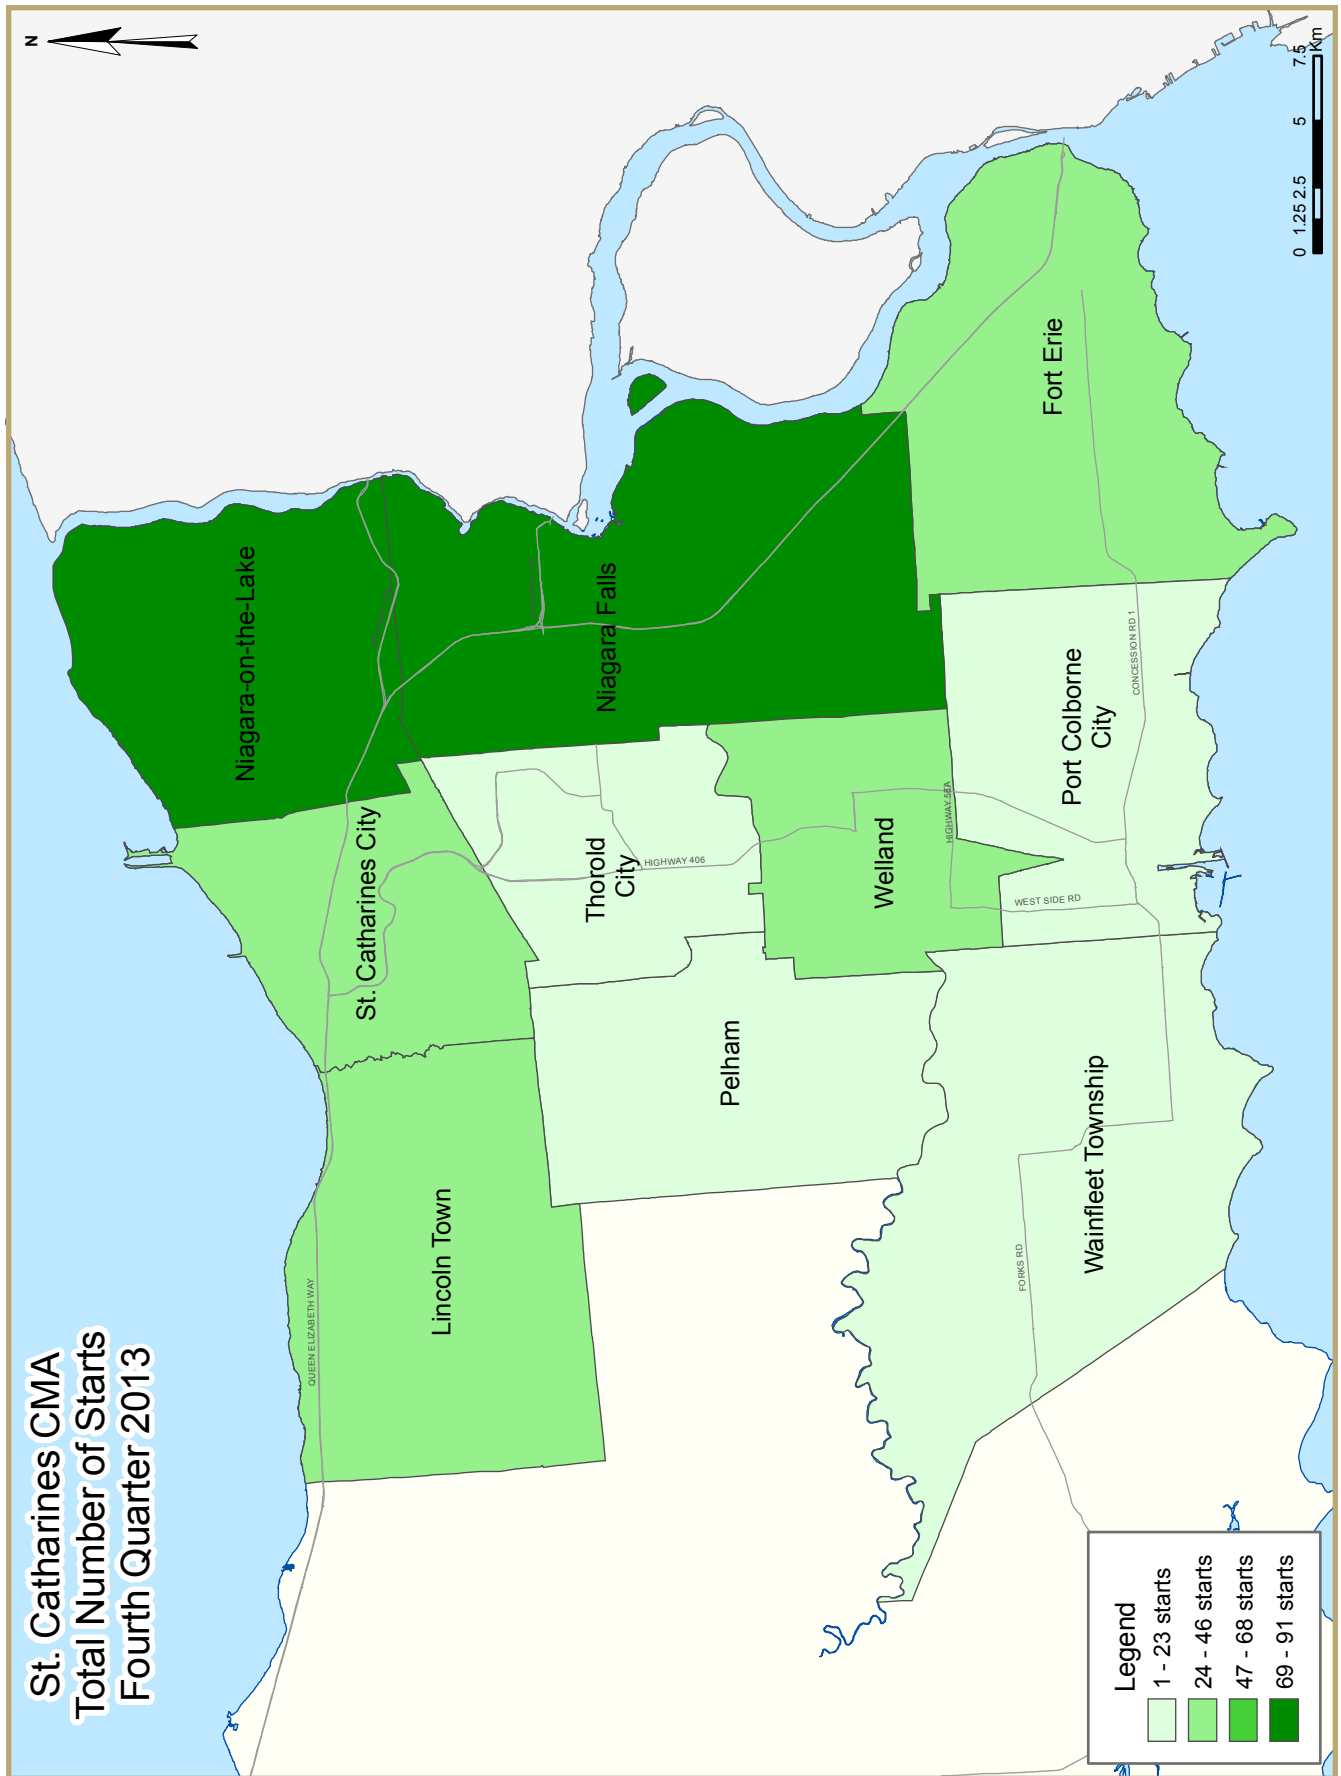 St. Catharines CMA
Total Number of Starts
Fourth Quarter 2013
N
Niagara-on-the-Lake
St. Catharines City
Lincoln Town
QUEEN ELIZABETH WAY
Niagara Falls
Thorold
City
HIGHWAY 406
Pelham
Welland
HIGHWAY 58A
Fort Erie
Port Colborne
City
CONCESSION RD 1
WEST SIDE RD
Wainfleet Township
FORKS RD
Legend
1 - 23 starts
24 - 46 starts
47 - 68 starts
69 - 91 starts
0 1.25 2.5 5 7.5
Km